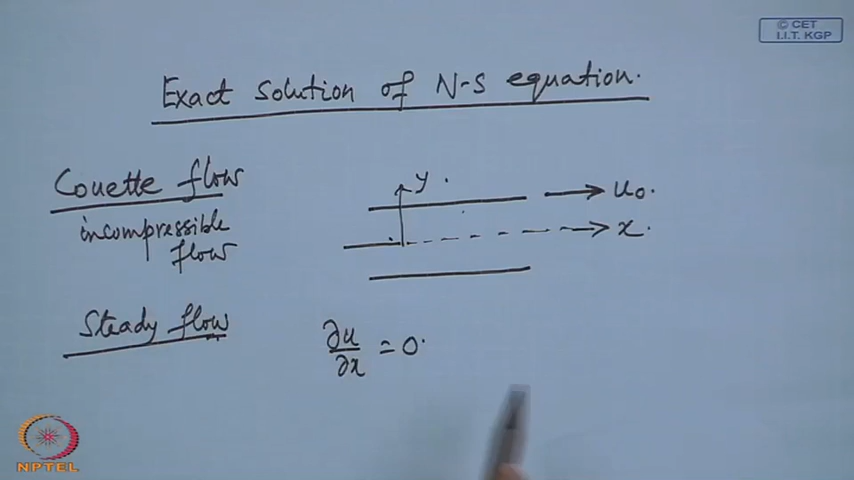 © CET
I.I.T. KGP
Exact solution of N-S equation.
Couette flow
incompressible
flow
y
u₀.
x.
Steady flow
∂u/∂x = 0.
NPTEL